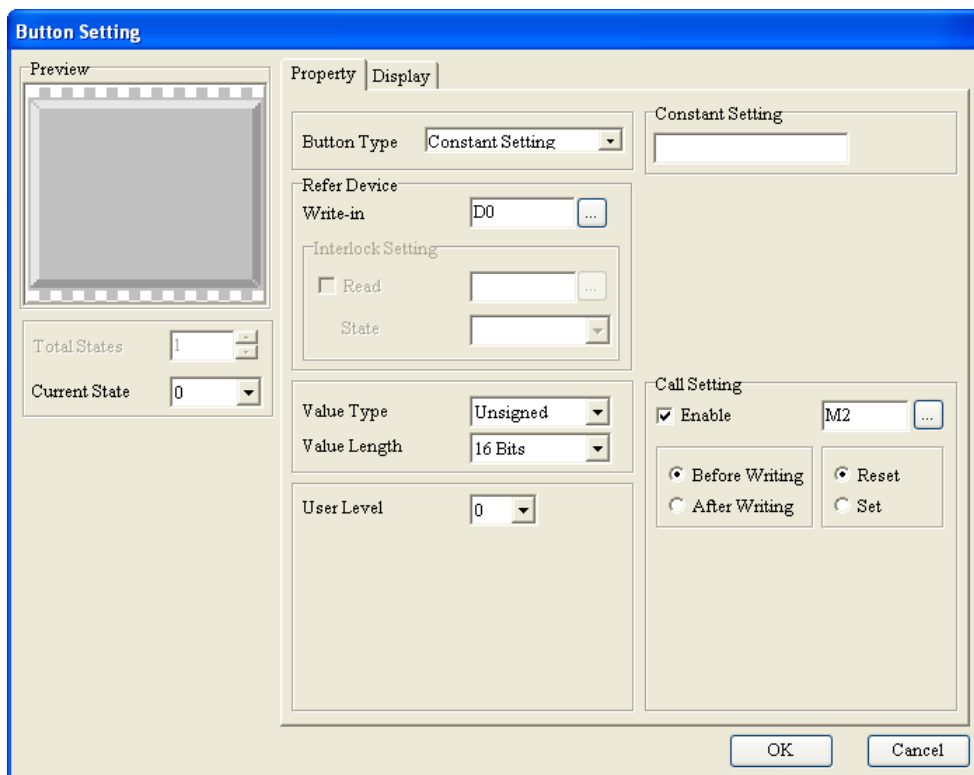 Button Setting
Preview
Total States 1
Current State 0
Property Display
Button Type Constant Setting
Refer Device
Write-in D0 ...
Interlock Setting
Read ...
State
Value Type Unsigned
Value Length 16 Bits
User Level 0
Constant Setting
Call Setting
Enable M2 ...
Before Writing Reset
After Writing Set
OK Cancel